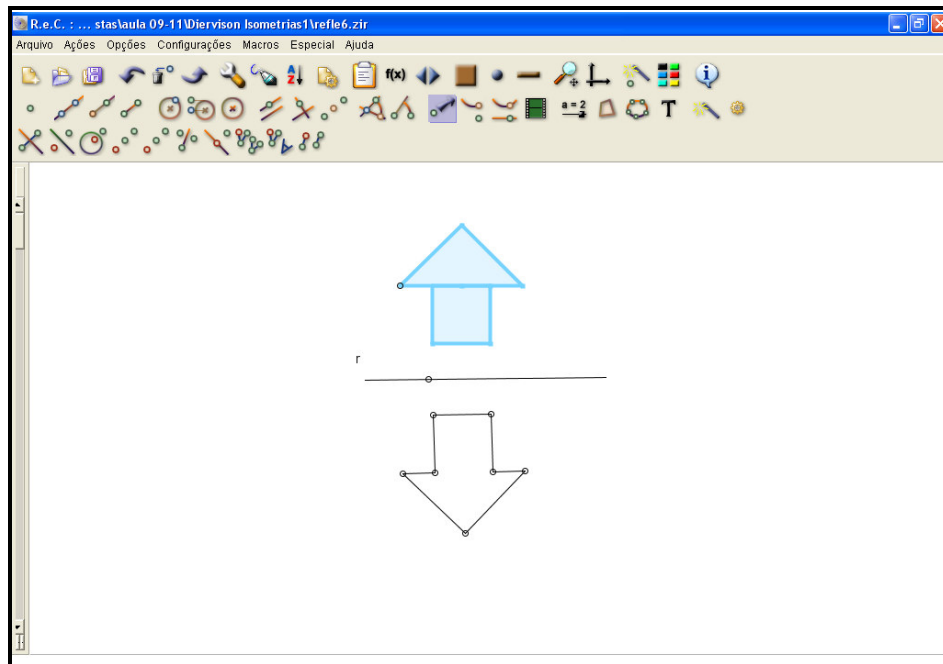 R.e.C. : ... stas\aula 09-11\Diervison Isometrias1\refle6.zir
Arquivo Ações Opções Configurações Macros Especial Ajuda
A
Z
f(x)
a = 2
T
r